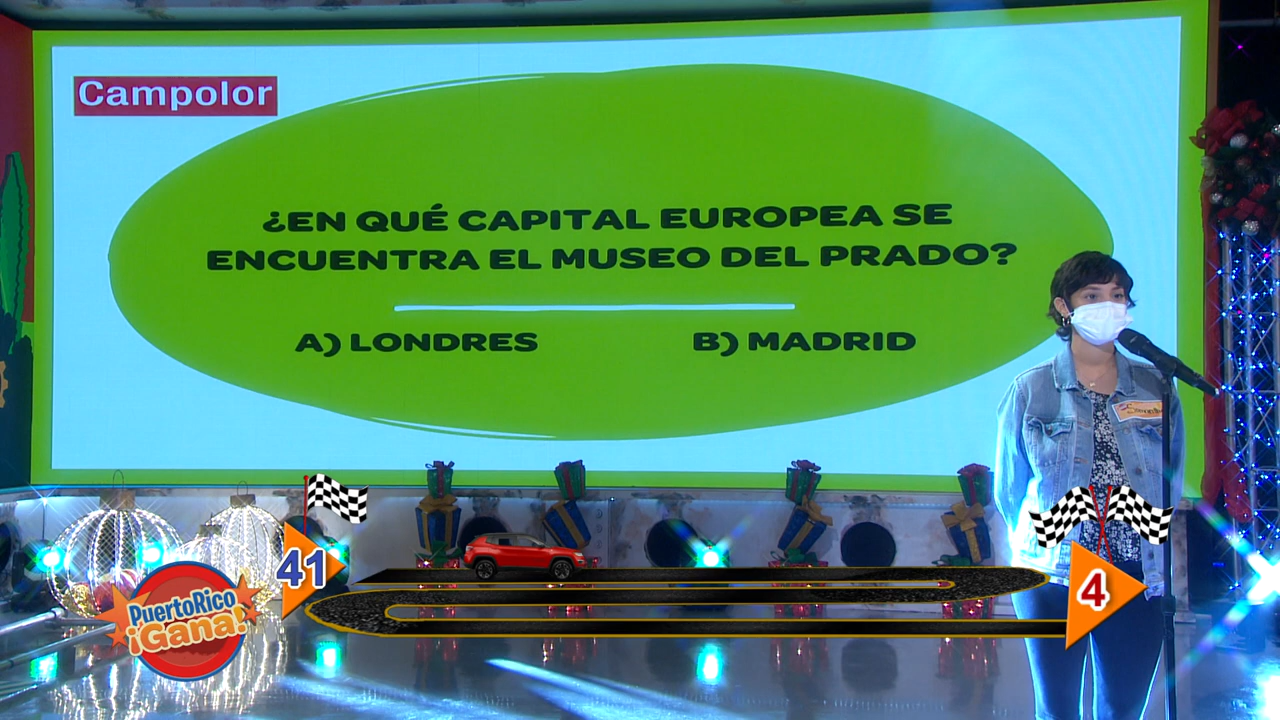 Campolor
¿EN QUÉ CAPITAL EUROPEA SE
ENCUENTRA EL MUSEO DEL PRADO?
A) LONDRES
B) MADRID
41
4
PuertoRico
¡Gana!